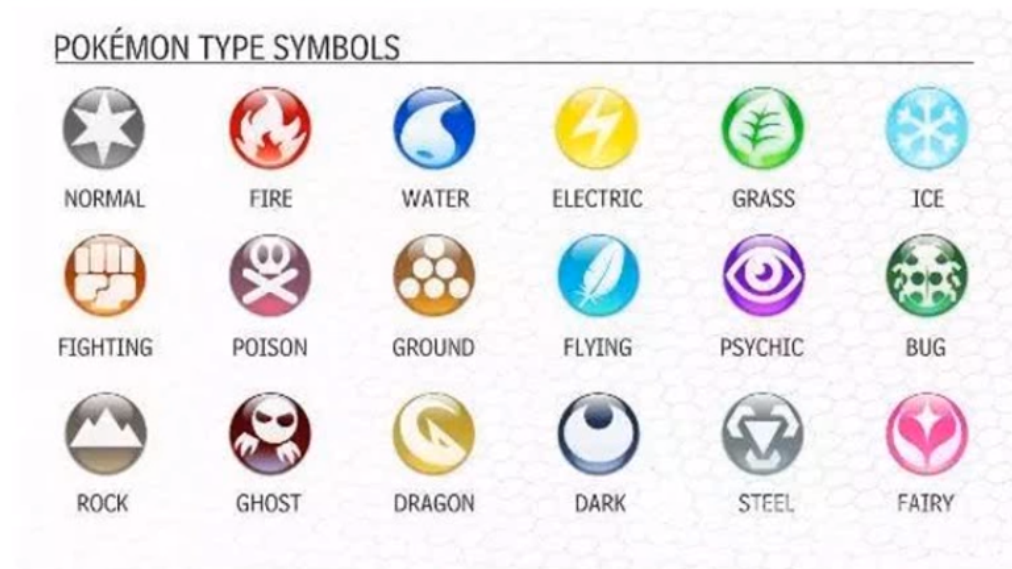 POKÉMON TYPE SYMBOLS
NORMAL FIRE WATER ELECTRIC GRASS ICE
FIGHTING POISON GROUND FLYING PSYCHIC BUG
ROCK GHOST DRAGON DARK STEEL FAIRY